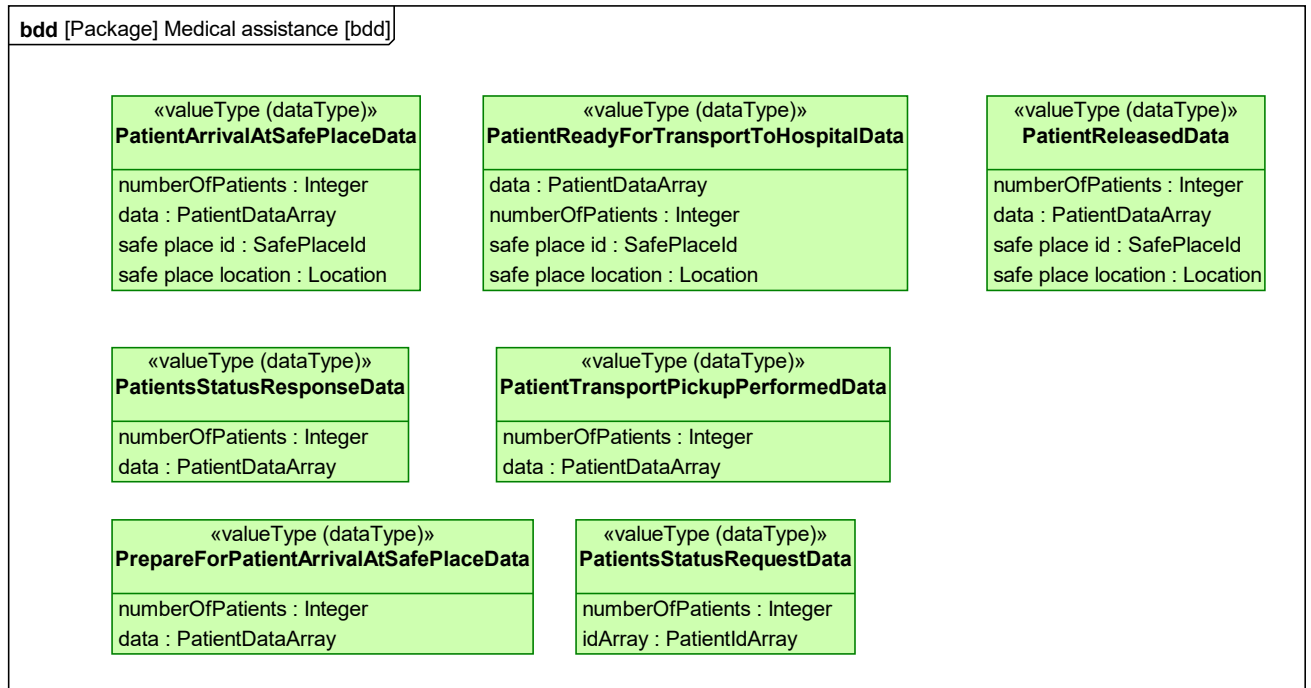 bdd [Package] Medical assistance [bdd]
«valueType (dataType)»
PatientArrivalAtSafePlaceData
numberOfPatients : Integer
data : PatientDataArray
safe place id : SafePlaceId
safe place location : Location
«valueType (dataType)»
PatientReadyForTransportToHospitalData
data : PatientDataArray
numberOfPatients : Integer
safe place id : SafePlaceId
safe place location : Location
«valueType (dataType)»
PatientReleasedData
numberOfPatients : Integer
data : PatientDataArray
safe place id : SafePlaceId
safe place location : Location
«valueType (dataType)»
PatientsStatusResponseData
numberOfPatients : Integer
data : PatientDataArray
«valueType (dataType)»
PatientTransportPickupPerformedData
numberOfPatients : Integer
data : PatientDataArray
«valueType (dataType)»
PrepareForPatientArrivalAtSafePlaceData
numberOfPatients : Integer
data : PatientDataArray
«valueType (dataType)»
PatientsStatusRequestData
numberOfPatients : Integer
idArray : PatientIdArray